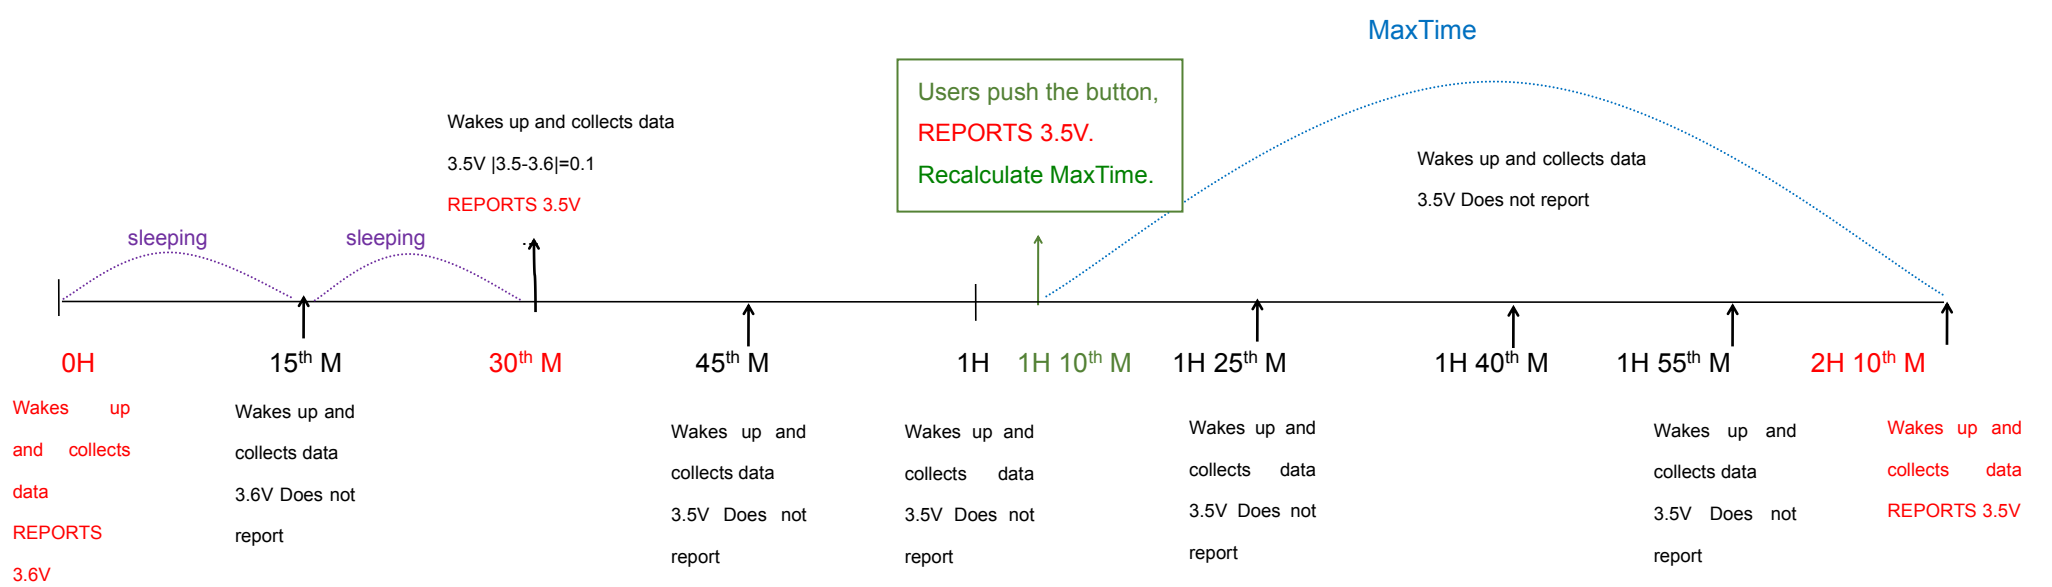 MaxTime
Users push the button,
REPORTS 3.5V.
Recalculate MaxTime.
Wakes up and collects data
3.5V |3.5-3.6|=0.1
REPORTS 3.5V
Wakes up and collects data
3.5V Does not report
sleeping
sleeping
..
0H
15th M
30th M
45th M
1H
1H 10th M
1H 25th M
1H 40th M
1H 55th M
2H 10th M
Wakes up
and collects
data
REPORTS
3.6V
Wakes up and
collects data
3.6V Does not
report
Wakes up and
collects data
3.5V Does not
report
Wakes up and
collects data
3.5V Does not
report
Wakes up and
collects data
3.5V Does not
report
Wakes up and
collects data
3.5V Does not
report
Wakes up and
collects data
REPORTS 3.5V